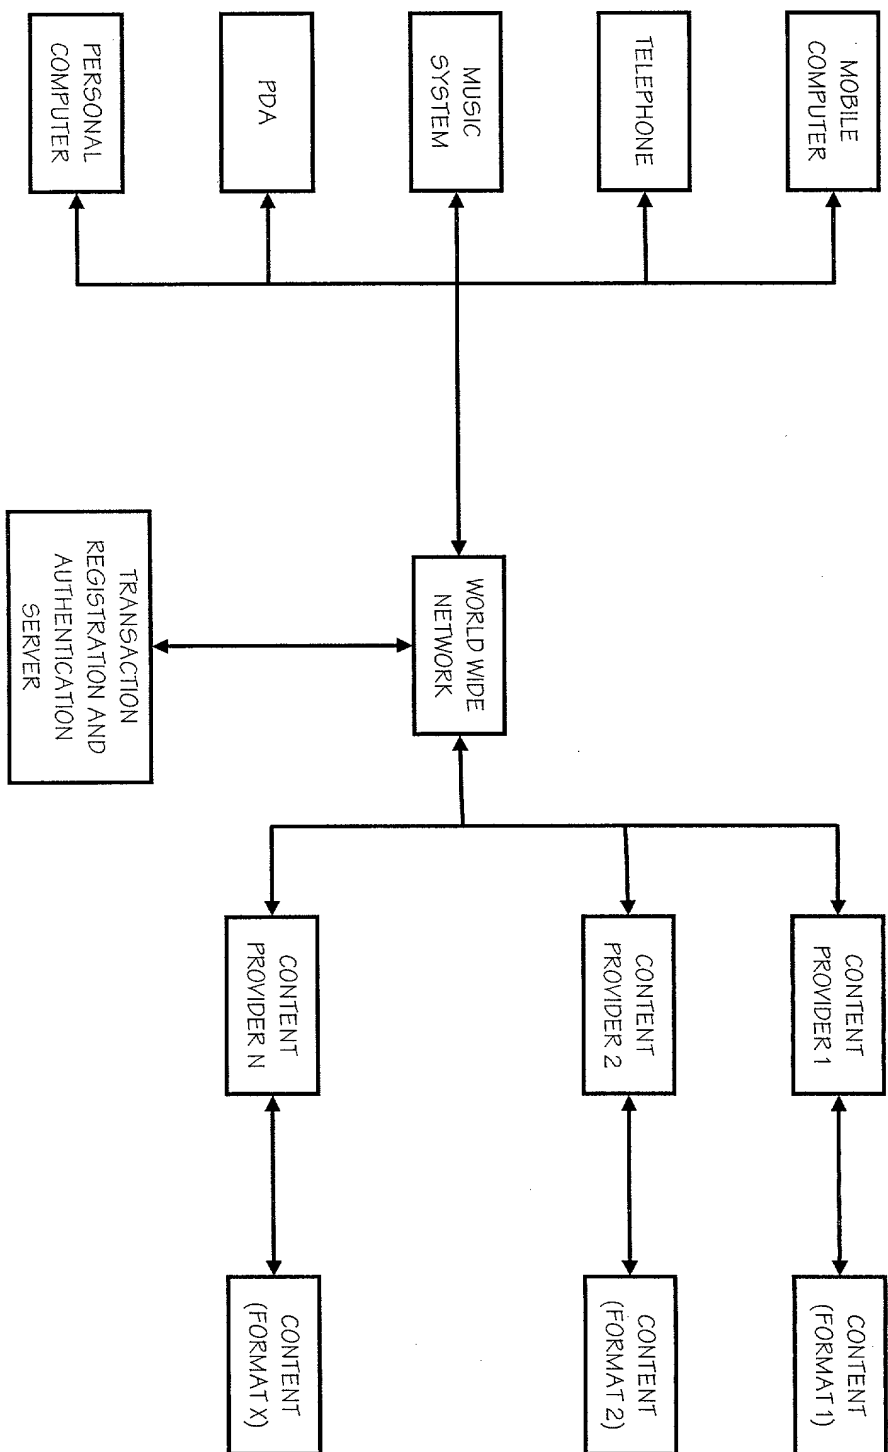 MOBILE
COMPUTER
TELEPHONE
MUSIC
SYSTEM
PDA
PERSONAL
COMPUTER
WORLD WIDE
NETWORK
TRANSACTION
REGISTRATION AND
AUTHENTICATION
SERVER
CONTENT
PROVIDER 1
CONTENT
PROVIDER 2
CONTENT
PROVIDER N
CONTENT
(FORMAT 1)
CONTENT
(FORMAT 2)
CONTENT
(FORMAT X)